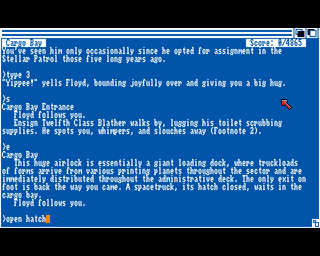 Cargo Bay Score: 0/4065
You've seen him only occasionally since he opted for assignment in the
Stellar Patrol those five long years ago.
>type 3
"Yippee!" yells Floyd, bounding joyfully over and giving you a big hug.
>s
Cargo Bay Entrance
Floyd follows you.
Ensign Twelfth Class Blather walks by, lugging his toilet scrubbing
supplies. He spots you, whimpers, and slouches away (Footnote 2).
>e
Cargo Bay
This huge airlock is essentially a giant loading dock, where truckloads
of forms arrive from various printing planets throughout the sector and are
immediately distributed throughout the administrative deck. The only exit on
foot is back the way you came. A spacetruck, its hatch closed, waits in the
cargo bay.
Floyd follows you.
>open hatch